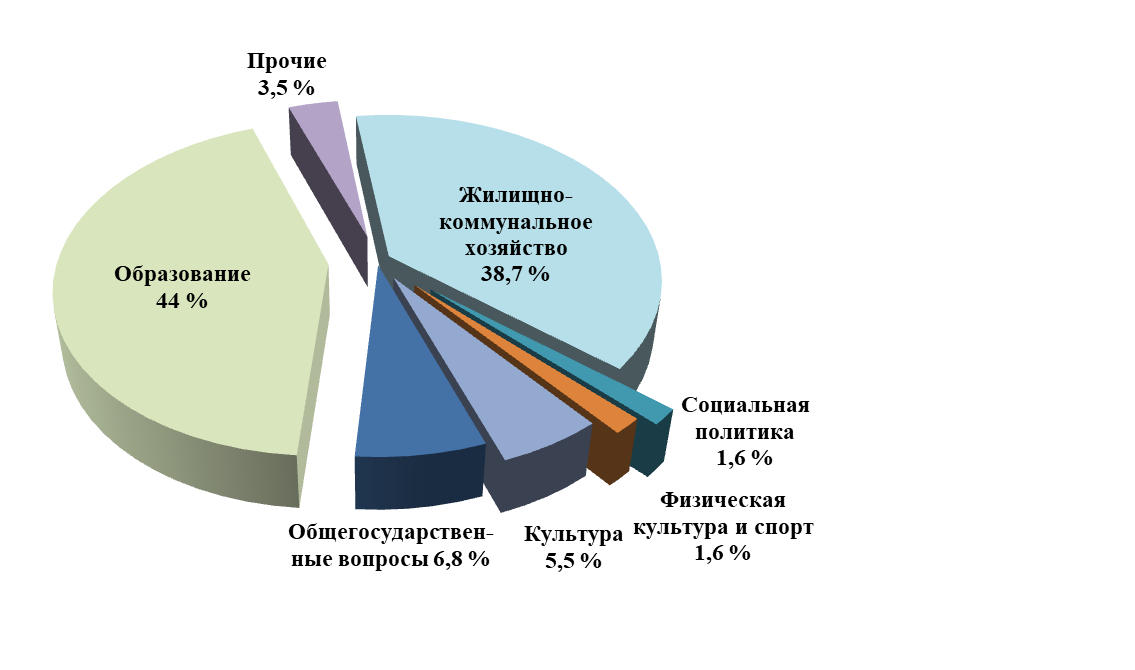 Прочие
3,5 %
Жилищно-
коммунальное
хозяйство
38,7 %
Образование
44 %
Социальная
политика
1,6 %
Физическая
культура и спорт
1,6 %
Культура
5,5 %
Общегосударствен-
ные вопросы 6,8 %